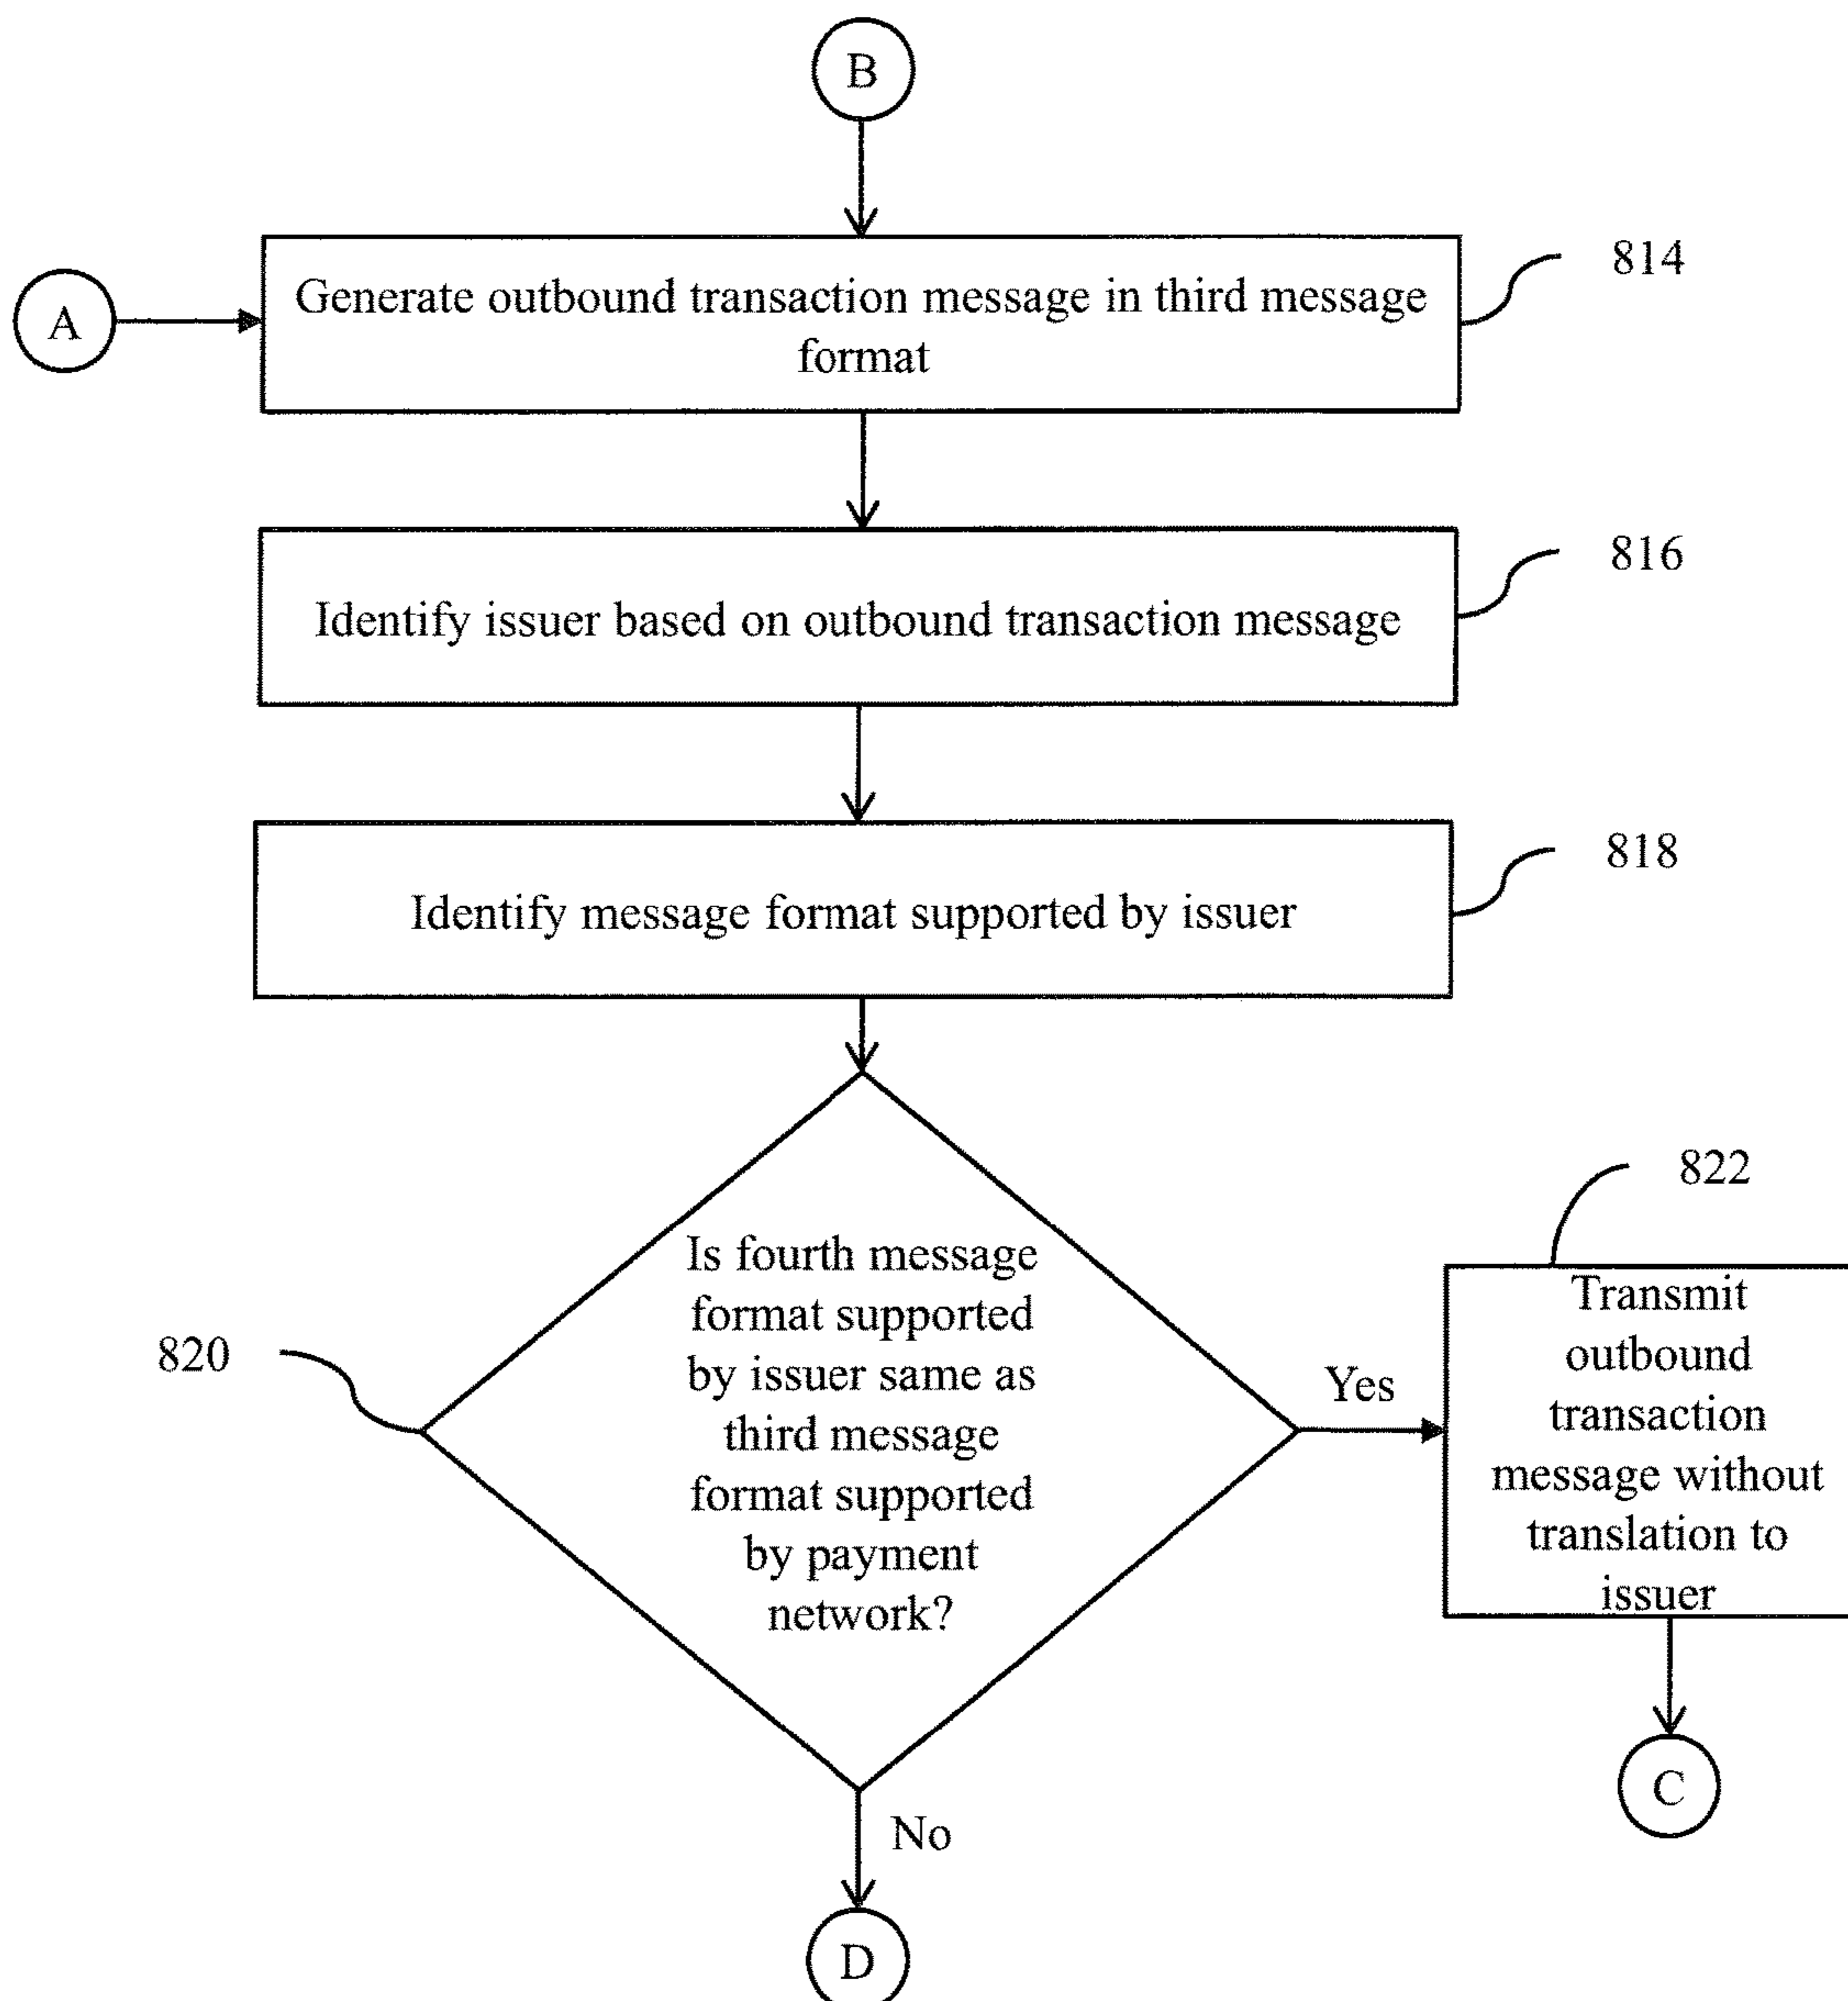 B
A
Generate outbound transaction message in third message
format
814
Identify issuer based on outbound transaction message
816
Identify message format supported by issuer
818
820
Is fourth message
format supported
by issuer same as
third message
format supported
by payment
network?
Yes
822
Transmit
outbound
transaction
message without
translation to
issuer
C
No
D